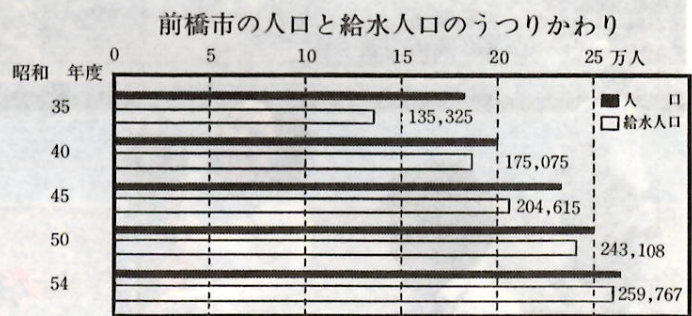 前橋市の人口と給水人口のうつりかわり
0 5 10 15 20 25 万人
昭和 年度
人 口
給水人口
35 135,325
40 175,075
45 204,615
50 243,108
54 259,767